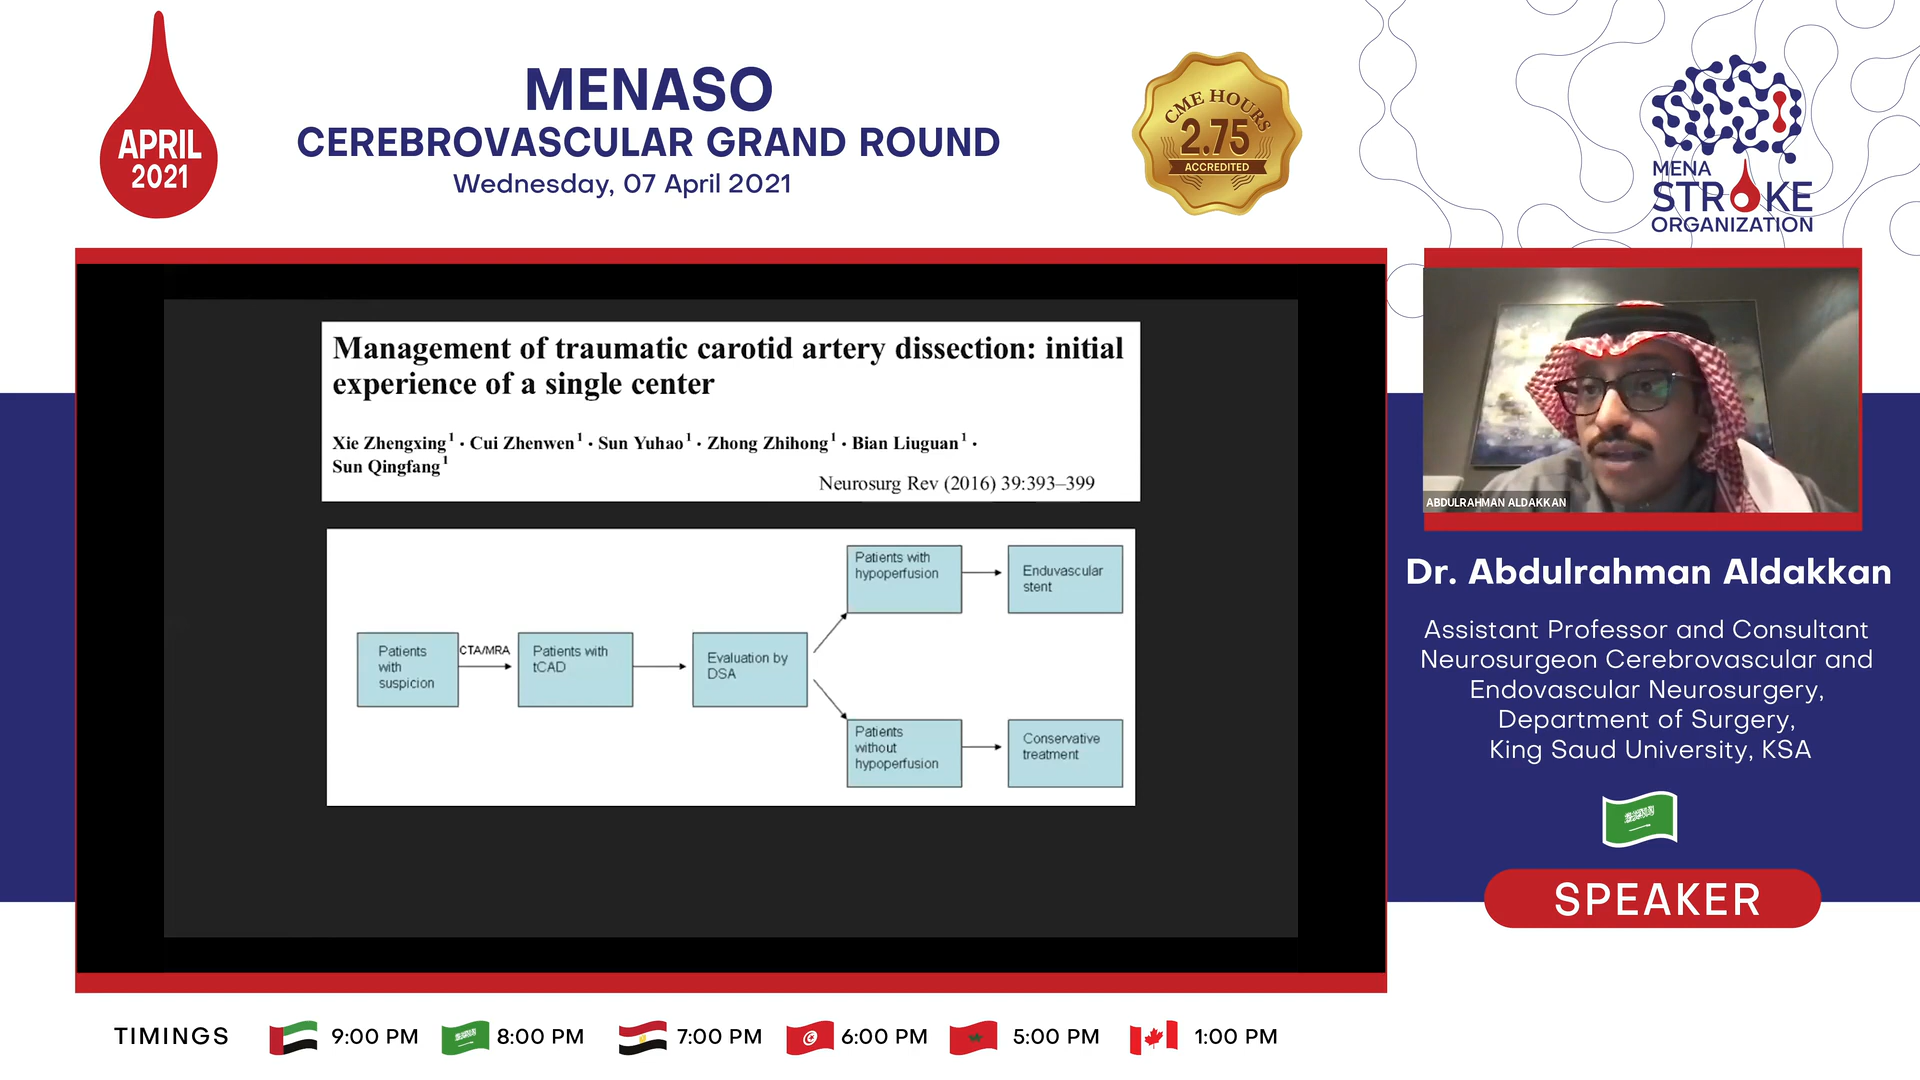 APRIL
2021
MENASO
CEREBROVASCULAR GRAND ROUND
Wednesday, 07 April 2021
CME HOURS
2.75
ACCREDITED
MENA
STROKE
ORGANIZATION
Management of traumatic carotid artery dissection: initial
experience of a single center
Xie Zhengxing1 · Cui Zhenwen1 · Sun Yuhao1 · Zhong Zhihong1 · Bian Liuguan1 ·
Sun Qingfang1
Neurosurg Rev (2016) 39:393–399
Patients
with
suspicion
CTA/MRA
Patients with
tCAD
Evaluation by
DSA
Patients with
hypoperfusion
Enduvascular
stent
Patients
without
hypoperfusion
Conservative
treatment
ABDULRAHMAN ALDAKKAN
Dr. Abdulrahman Aldakkan
Assistant Professor and Consultant
Neurosurgeon Cerebrovascular and
Endovascular Neurosurgery,
Department of Surgery,
King Saud University, KSA
SPEAKER
TIMINGS 9:00 PM 8:00 PM 7:00 PM 6:00 PM 5:00 PM 1:00 PM